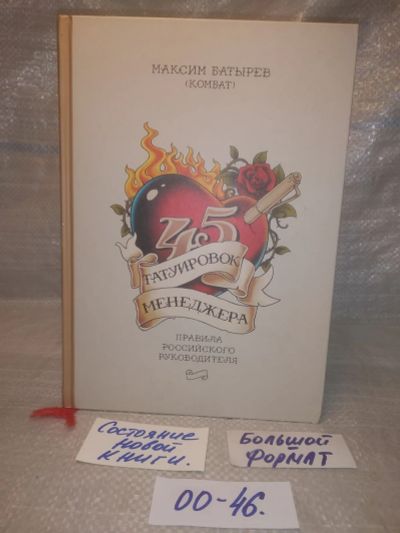 МАКСИМ БАТЫРЕВ
(КОМБАТ)
45
ТАТУИРОВОК
МЕНЕДЖЕРА
ПРАВИЛА
РОССИЙСКОГО
РУКОВОДИТЕЛЯ
Состояние
новой
книги.
Большой
формат
00-46.